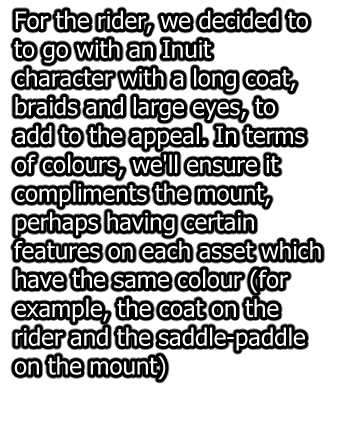 For the rider, we decided to
to go with an Inuit
character with a long coat,
braids and large eyes, to
add to the appeal. In terms
of colours, we'll ensure it
compliments the mount,
perhaps having certain
features on each asset which
have the same colour (for
example, the coat on the
rider and the saddle-paddle
on the mount)